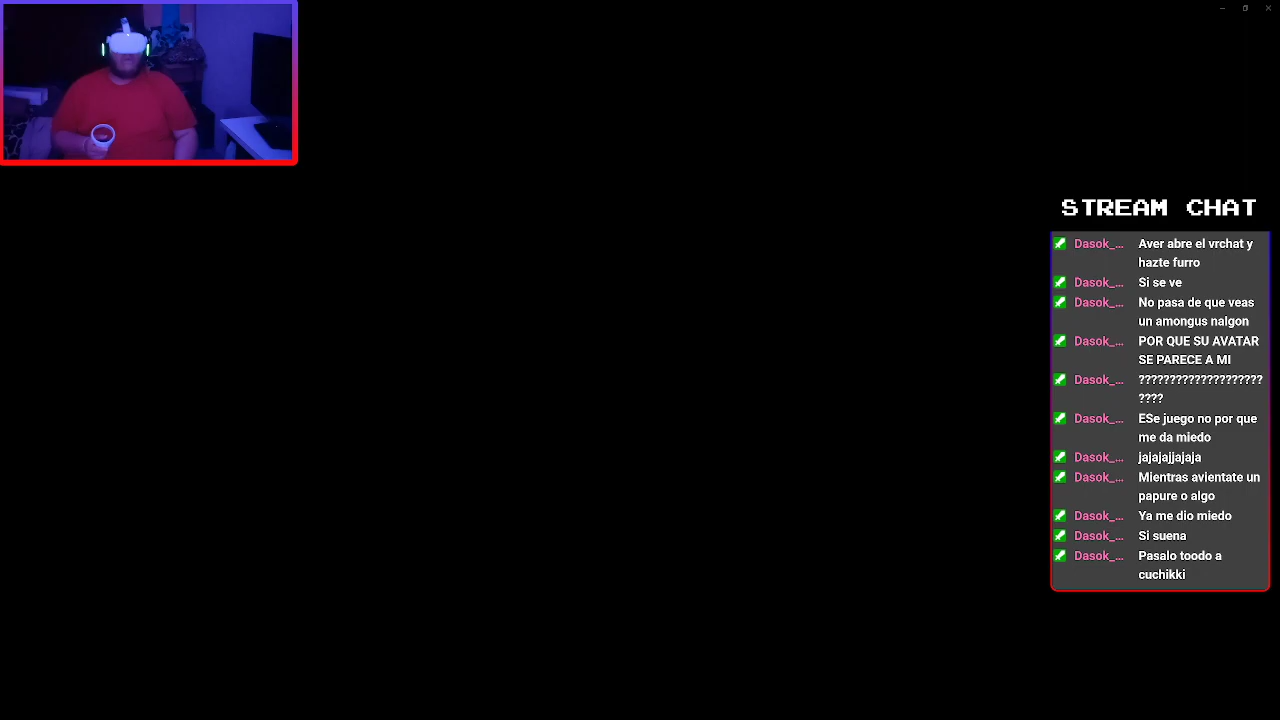 STREAM CHAT
Dasok_... Aver abre el vrchat y
hazte furro
Dasok_... Si se ve
Dasok_... No pasa de que veas
un amongus nalgon
Dasok_... POR QUE SU AVATAR
SE PARECE A MI
Dasok_... ????????????????????
????
Dasok_... ESe juego no por que
me da miedo
Dasok_... jajajajjajaja
Dasok_... Mientras avientate un
papure o algo
Dasok_... Ya me dio miedo
Dasok_... Si suena
Dasok_... Pasalo toodo a
cuchikki